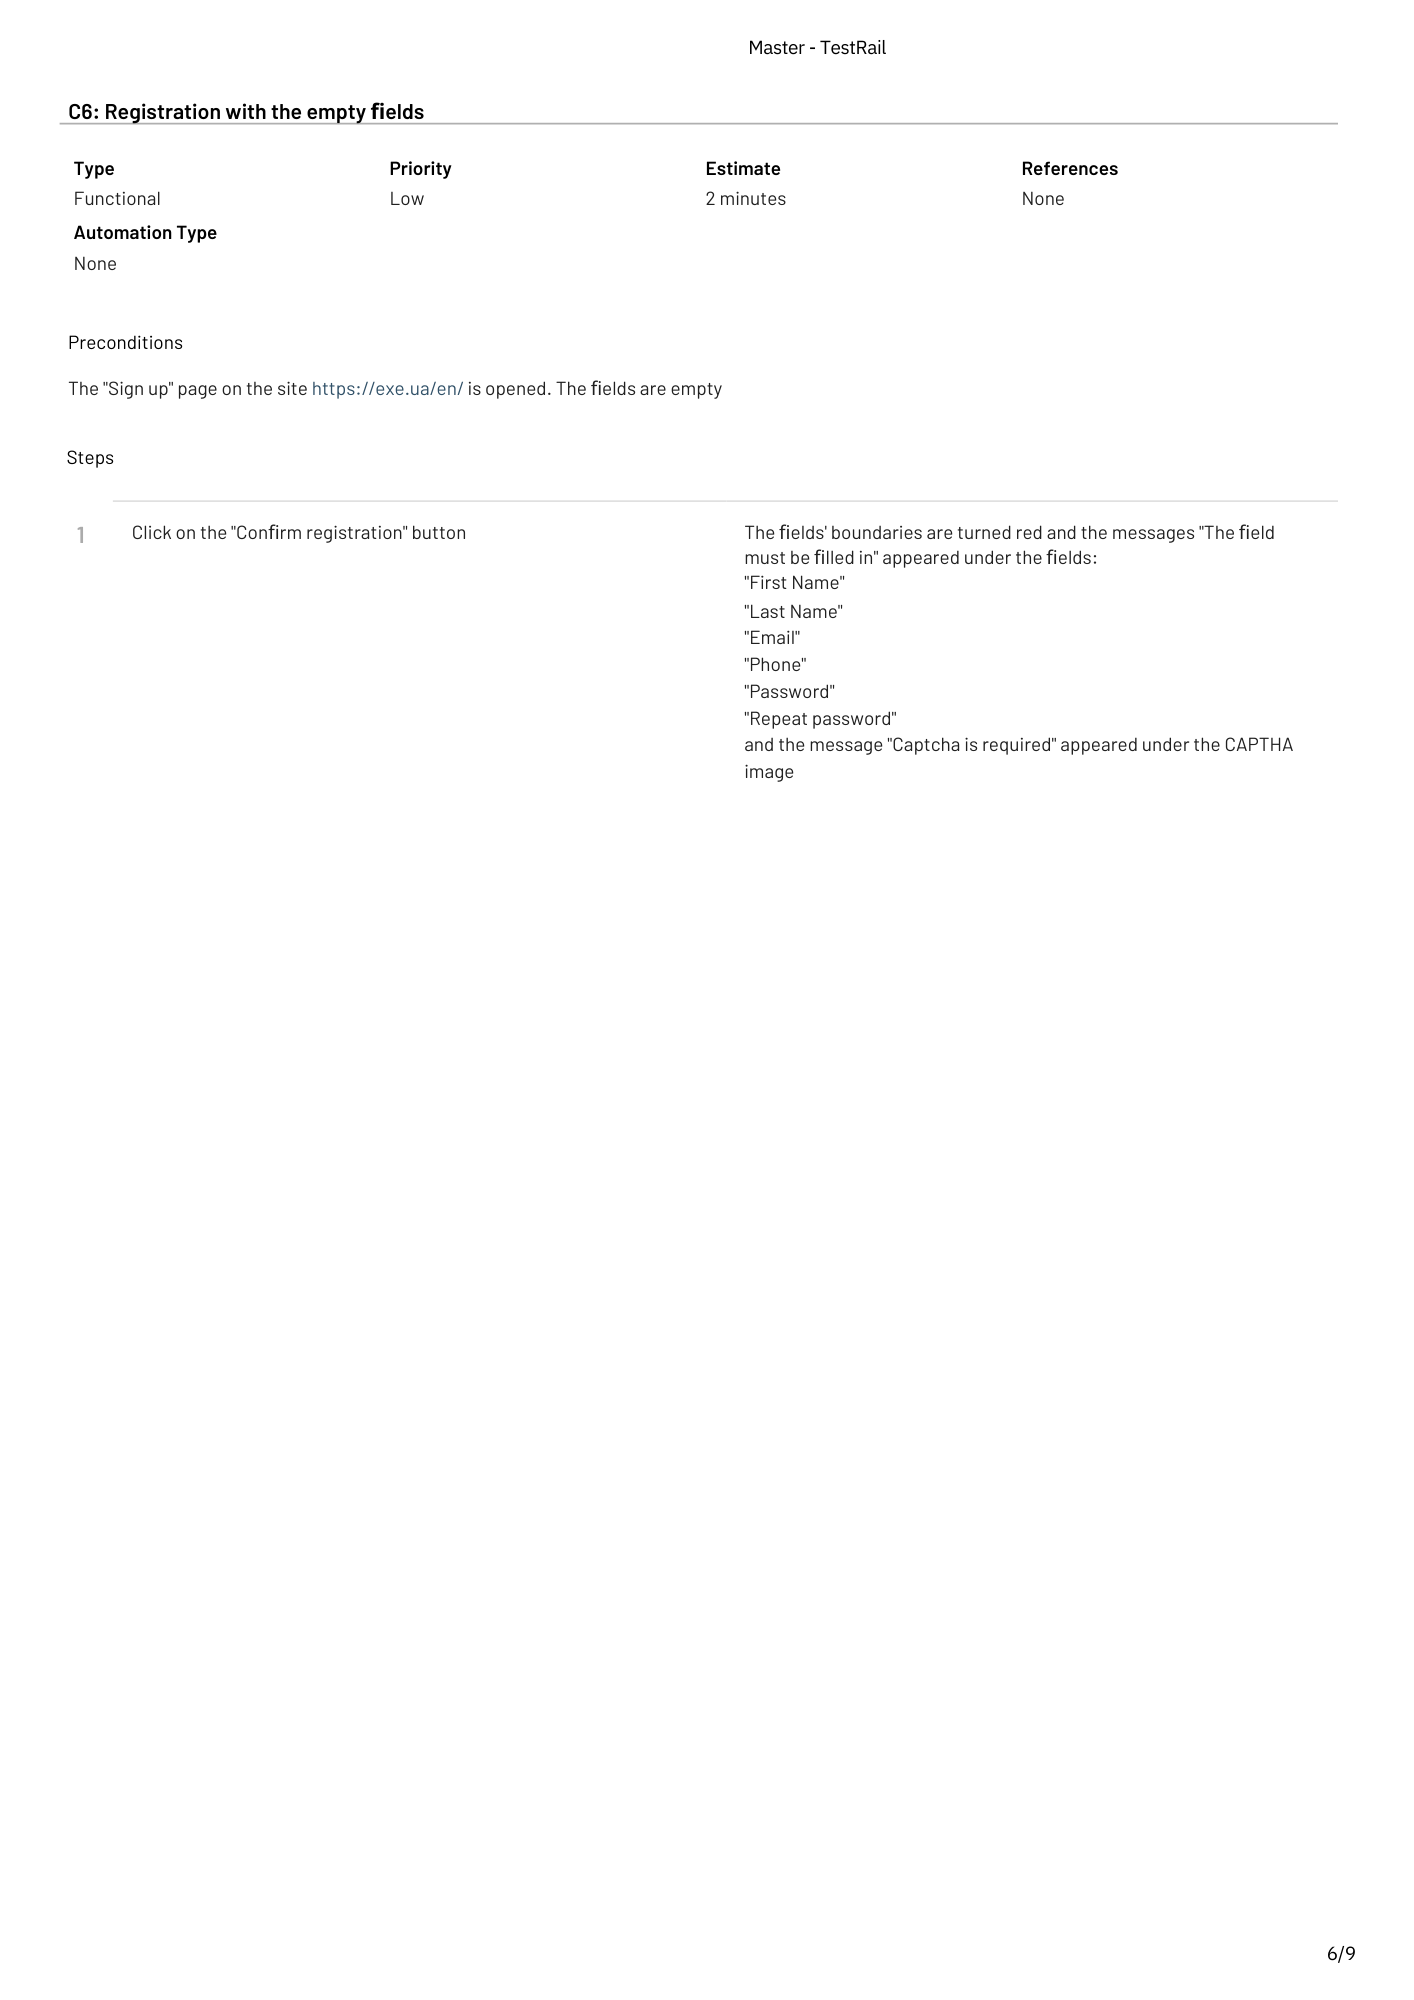 Master - TestRail
C6: Registration with the empty fields
Type Priority Estimate References
Functional Low 2 minutes None
Automation Type
None
Preconditions
The "Sign up" page on the site https://exe.ua/en/ is opened. The fields are empty
Steps
1 Click on the "Confirm registration" button The fields' boundaries are turned red and the messages "The field
must be filled in" appeared under the fields:
"First Name"
"Last Name"
"Email"
"Phone"
"Password"
"Repeat password"
and the message "Captcha is required" appeared under the CAPTHA
image
6/9